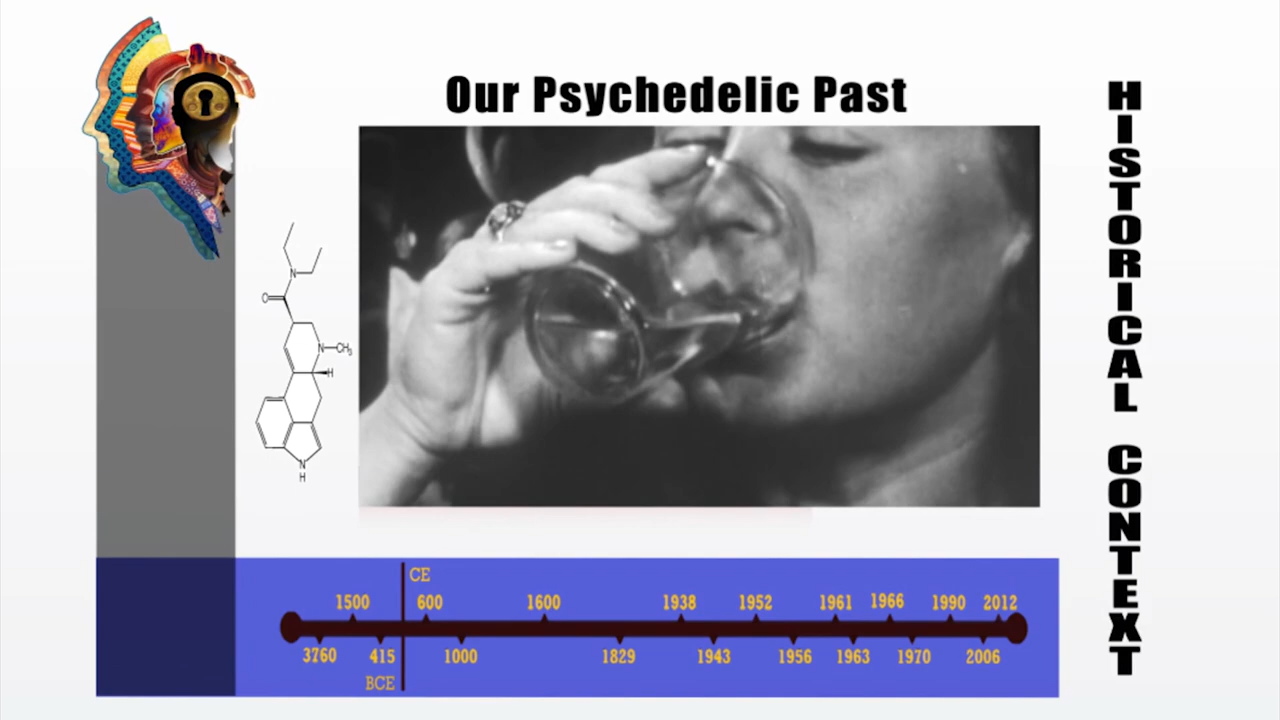 Our Psychedelic Past
HISTORICAL CONTEXT
N
O
N—CH3
H
N
H
CE
1500 600 1600 1938 1952 1961 1966 1990 2012
3760 415 1000 1829 1943 1956 1963 1970 2006
BCE